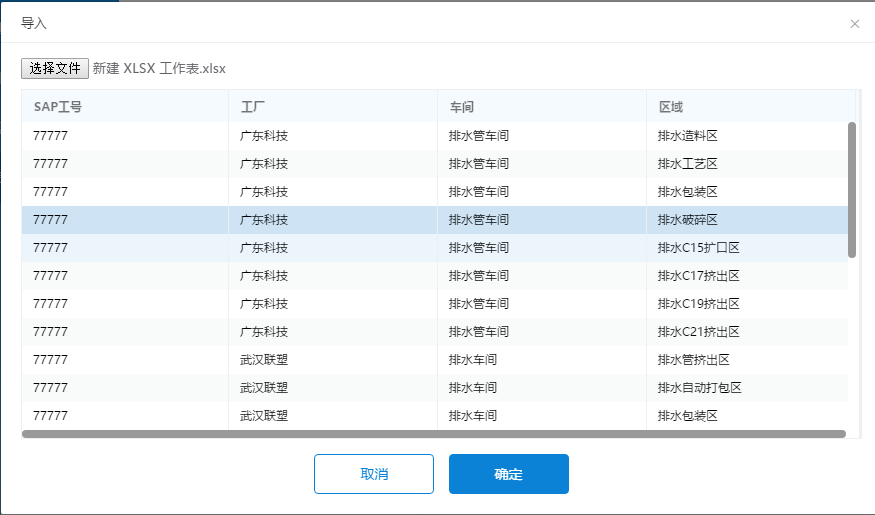 导入
选择文件 新建 XLSX 工作表.xlsx
SAP工号 工厂 车间 区域
77777 广东科技 排水管车间 排水造料区
77777 广东科技 排水管车间 排水工艺区
77777 广东科技 排水管车间 排水包装区
77777 广东科技 排水管车间 排水破碎区
77777 广东科技 排水管车间 排水C15扩口区
77777 广东科技 排水管车间 排水C17挤出区
77777 广东科技 排水管车间 排水C19挤出区
77777 广东科技 排水管车间 排水C21挤出区
77777 武汉联塑 排水车间 排水管挤出区
77777 武汉联塑 排水车间 排水自动打包区
77777 武汉联塑 排水车间 排水包装区
取消 确定